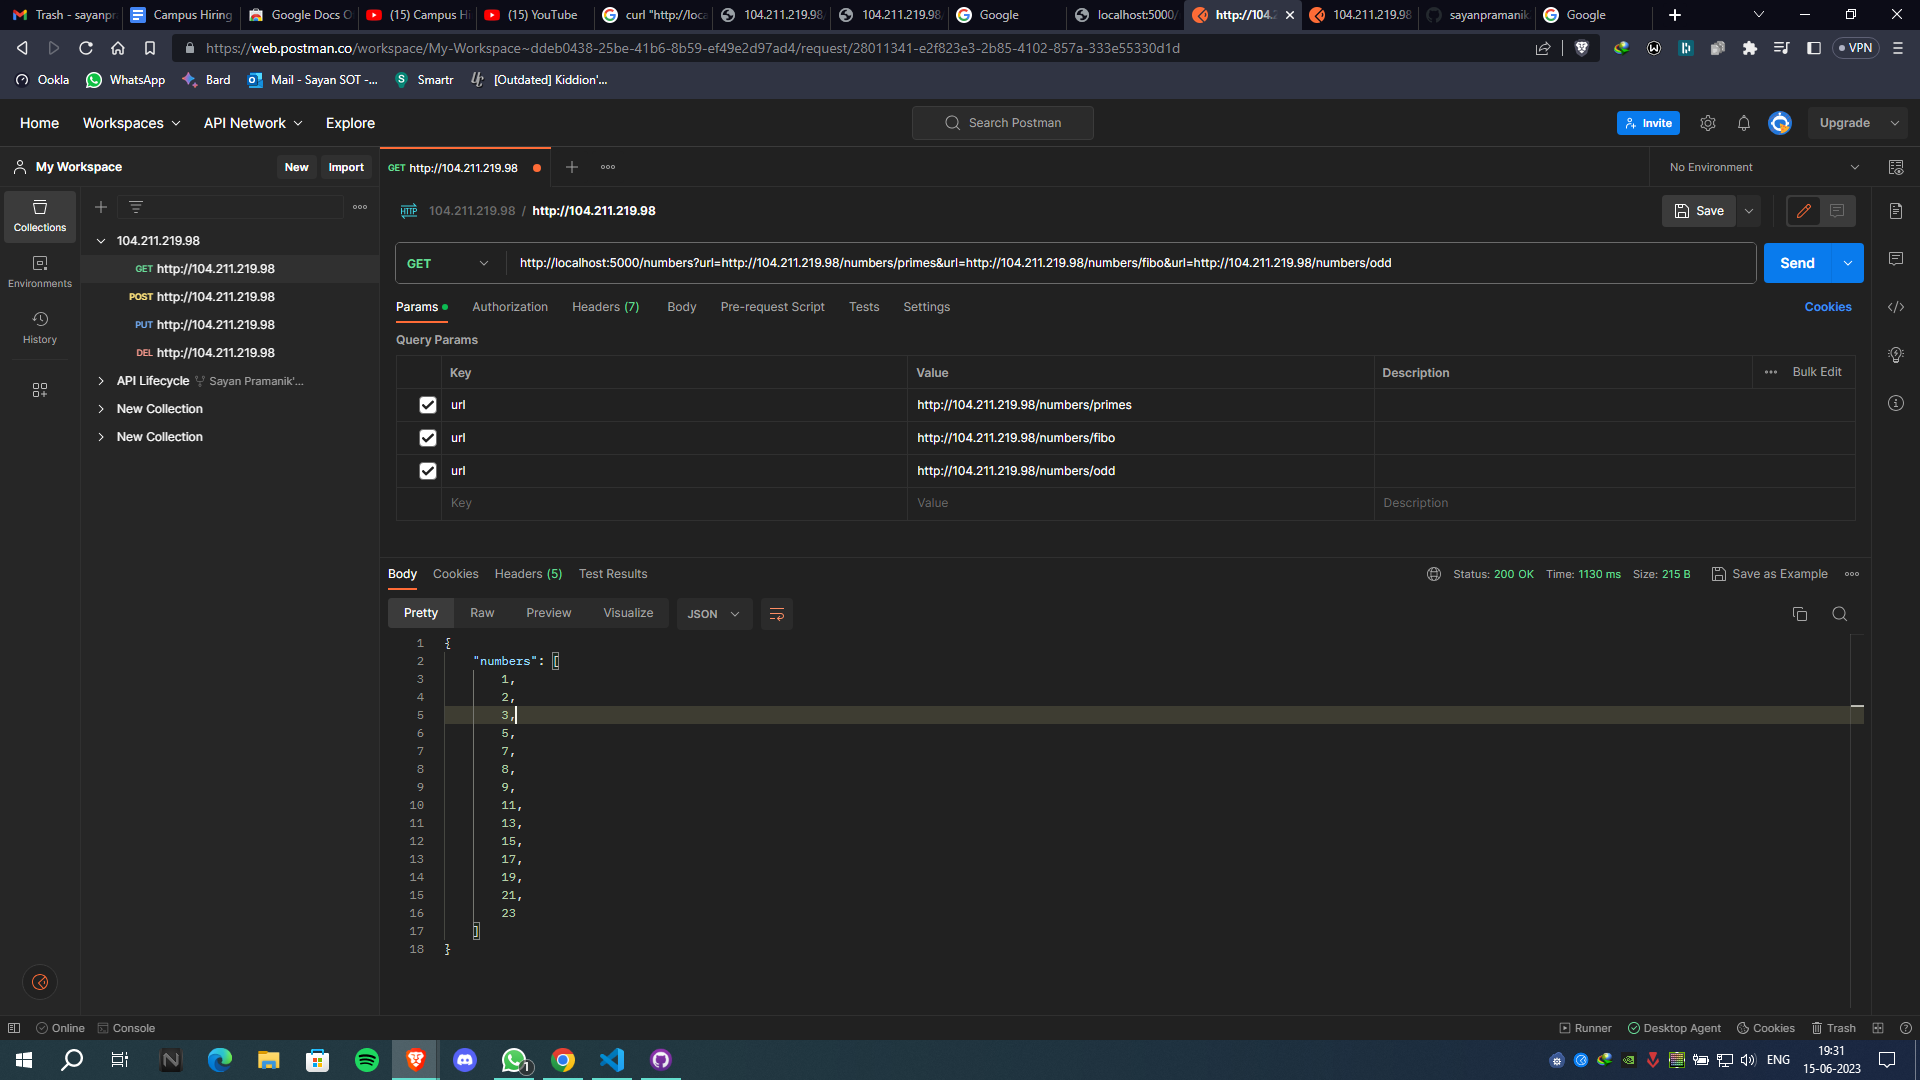 Trash - sayanpr
Campus Hiring
Google Docs O
(15) Campus Hi
(15) YouTube
curl "http://loca
104.211.219.98/
104.211.219.98/
Google
localhost:5000/
http://104.2
104.211.219.98
sayanpramanik
Google
https://web.postman.co/workspace/My-Workspace~ddeb0438-25be-41b6-8b59-ef49e2d97ad4/request/28011341-e2f823e3-2b85-4102-857a-333e55330d1d
VPN
Ookla
WhatsApp
Bard
Mail - Sayan SOT -...
Smartr
[Outdated] Kiddion'...
Home
Workspaces
API Network
Explore
Search Postman
Invite
Upgrade
My Workspace
New
Import
GET http://104.211.219.98
No Environment
Collections
Environments
History
104.211.219.98
GET http://104.211.219.98
POST http://104.211.219.98
PUT http://104.211.219.98
DEL http://104.211.219.98
API Lifecycle Sayan Pramanik'...
New Collection
New Collection
HTTP 104.211.219.98 / http://104.211.219.98
Save
GET
http://localhost:5000/numbers?url=http://104.211.219.98/numbers/primes&url=http://104.211.219.98/numbers/fibo&url=http://104.211.219.98/numbers/odd
Send
Params
Authorization
Headers (7)
Body
Pre-request Script
Tests
Settings
Cookies
Query Params
Key Value Description Bulk Edit
url http://104.211.219.98/numbers/primes
url http://104.211.219.98/numbers/fibo
url http://104.211.219.98/numbers/odd
Key Value Description
Body Cookies Headers (5) Test Results
Status: 200 OK Time: 1130 ms Size: 215 B Save as Example
Pretty Raw Preview Visualize JSON
1 {
2 "numbers": [
3 1,
4 2,
5 3,
6 5,
7 7,
8 8,
9 9,
10 11,
11 13,
12 15,
13 17,
14 19,
15 21,
16 23
17 ]
18 }
Online
Console
Runner
Desktop Agent
Cookies
Trash
1
ENG
19:31
15-06-2023